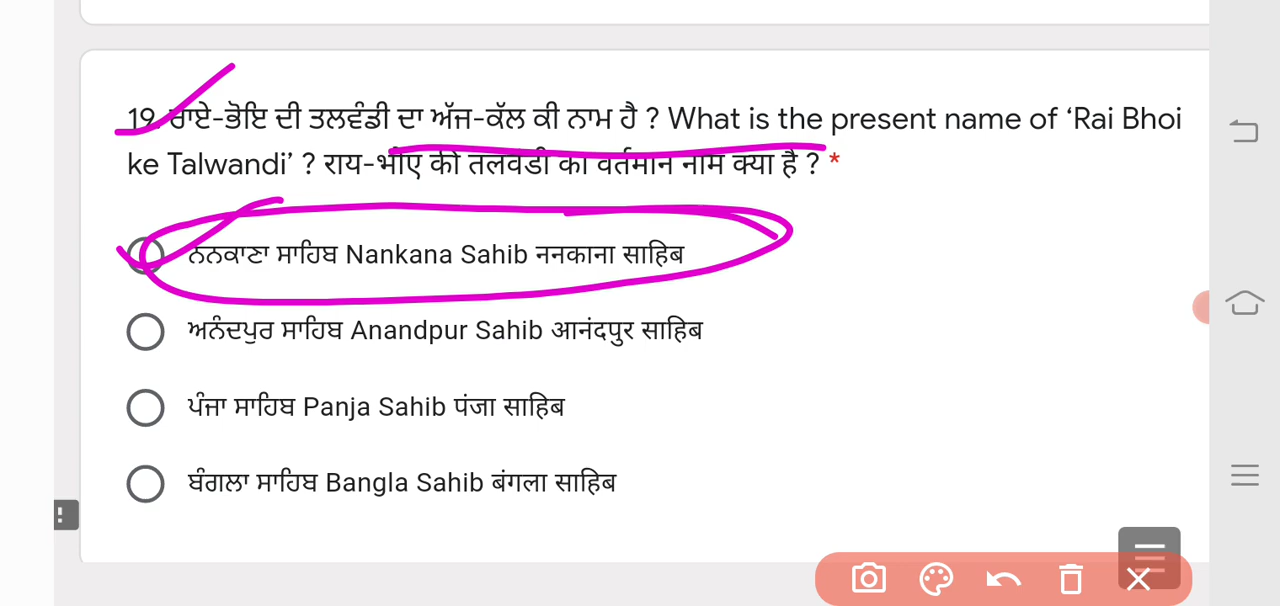 19. ਰਾਏ-ਭੋਇ ਦੀ ਤਲਵੰਡੀ ਦਾ ਅੱਜ-ਕੱਲ ਕੀ ਨਾਮ ਹੈ ? What is the present name of ‘Rai Bhoi
ke Talwandi’ ? राय-भोए की तलवंडी का वर्तमान नाम क्या है ? *
ਨਨਕਾਣਾ ਸਾਹਿਬ Nankana Sahib ननकाना साहिब
ਅਨੰਦਪੁਰ ਸਾਹਿਬ Anandpur Sahib आनंदपुर साहिब
ਪੰਜਾ ਸਾਹਿਬ Panja Sahib पंजा साहिब
ਬੰਗਲਾ ਸਾਹਿਬ Bangla Sahib बंगला साहिब